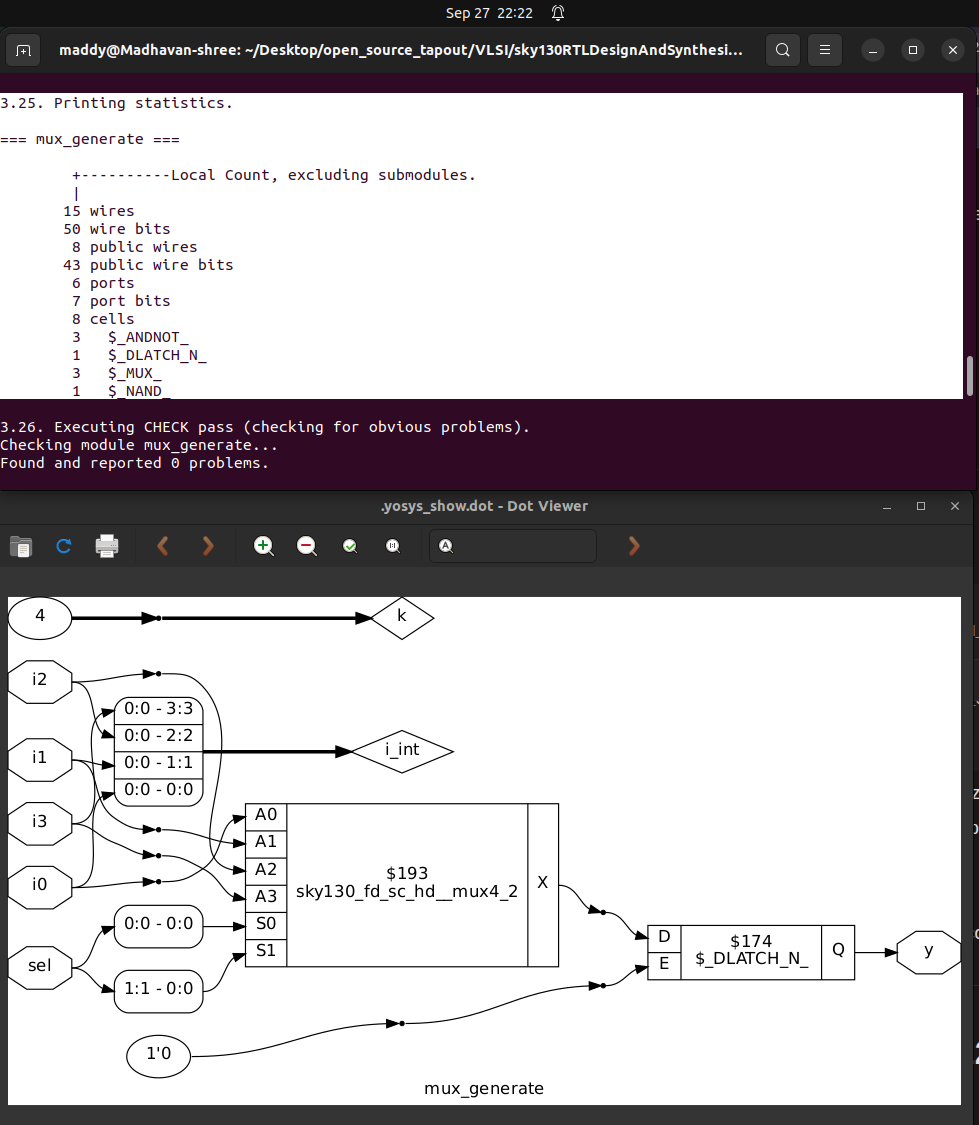 Sep 27 22:22
maddy@Madhavan-shree: ~/Desktop/open_source_tapout/VLSI/sky130RTLDesignAndSynthesi...
3.25. Printing statistics.
=== mux_generate ===
+----------Local Count, excluding submodules.
|
15 wires
50 wire bits
8 public wires
43 public wire bits
6 ports
7 port bits
8 cells
3 $_ANDNOT_
1 $_DLATCH_N_
3 $_MUX_
1 $_NAND_
3.26. Executing CHECK pass (checking for obvious problems).
Checking module mux_generate...
Found and reported 0 problems.
.yosys_show.dot - Dot Viewer
4
k
i2
0:0 - 3:3
0:0 - 2:2
0:0 - 1:1
0:0 - 0:0
i_int
i1
i3
i0
sel
0:0 - 0:0
1:1 - 0:0
1'0
A0
A1
A2
A3
S0
S1
$193
sky130_fd_sc_hd__mux4_2
X
D
E
$174
$_DLATCH_N_
Q
y
mux_generate